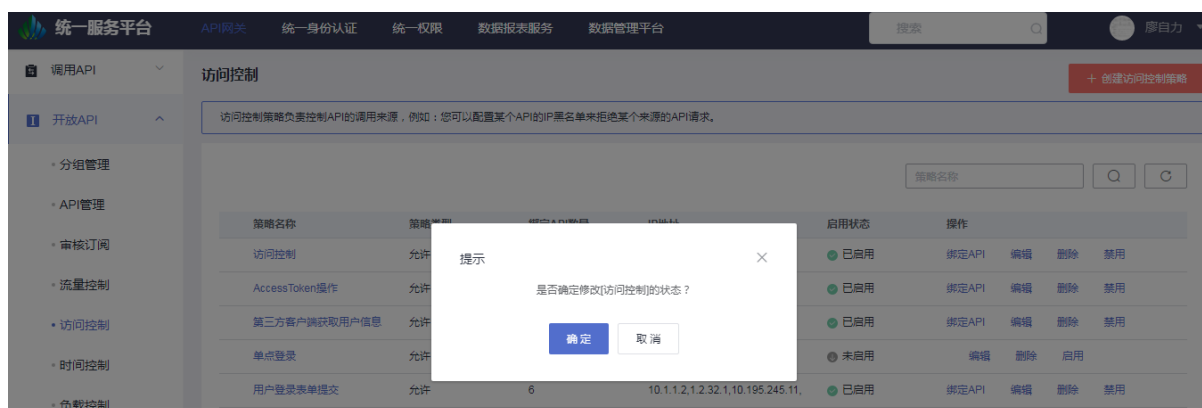 统一服务平台 API网关 统一身份认证 统一权限 数据报表服务 数据管理平台 搜索 廖自力
调用API 访问控制 + 创建访问控制策略
开放API 访问控制策略负责控制API的调用来源，例如：您可以配置某个API的IP黑名单来拒绝某个来源的API请求。
分组管理 策略名称
API管理
策略名称 策略类型 绑定API数量 IP地址 启用状态 操作
审核订阅
访问控制 允许 已启用 绑定API 编辑 删除 禁用
提示
流量控制
AccessToken操作 允许 已启用 绑定API 编辑 删除 禁用
是否确定修改[访问控制]的状态？
访问控制
第三方客户端获取用户信息 允许 已启用 绑定API 编辑 删除 禁用
确定 取消
单点登录 允许 未启用 编辑 删除 启用
时间控制
用户登录表单提交 允许 6 10.1.1.2,1.2.32.1,10.195.245.11, 已启用 绑定API 编辑 删除 禁用
负载控制